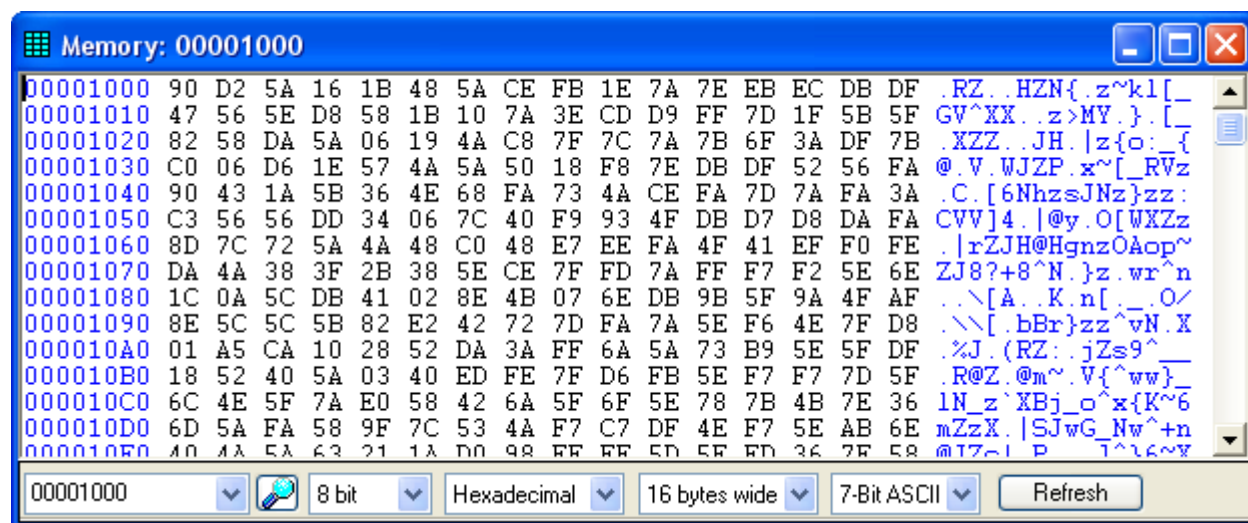 Memory: 00001000
00001000 90 D2 5A 16 1B 48 5A CE FB 1E 7A 7E EB EC DB DF .RZ..HZN{.z~kl[_
00001010 47 56 5E D8 58 1B 10 7A 3E CD D9 FF 7D 1F 5B 5F GV^XX..z>MY.}.[_
00001020 82 58 DA 5A 06 19 4A C8 7F 7C 7A 7B 6F 3A DF 7B .XZZ..JH.|z{o:_{
00001030 C0 06 D6 1E 57 4A 5A 50 18 F8 7E DB DF 52 56 FA @.V.WJZP.x~[_RVz
00001040 90 43 1A 5B 36 4E 68 FA 73 4A CE FA 7D 7A FA 3A .C.[6NhzsJNz}zz:
00001050 C3 56 56 DD 34 06 7C 40 F9 93 4F DB D7 D8 DA FA CVV]4.|@y.O[WXZz
00001060 8D 7C 72 5A 4A 48 C0 48 E7 EE FA 4F 41 EF F0 FE .|rZJH@HgnzOAop~
00001070 DA 4A 38 3F 2B 38 5E CE 7F FD 7A FF F7 F2 5E 6E ZJ8?+8^N.}z.wr^n
00001080 1C 0A 5C DB 41 02 8E 4B 07 6E DB 9B 5F 9A 4F AF ..\[A..K.n[._.O/
00001090 8E 5C 5C 5B 82 E2 42 72 7D FA 7A 5E F6 4E 7F D8 .\\[.bBr}zz^vN.X
000010A0 01 A5 CA 10 28 52 DA 3A FF 6A 5A 73 B9 5E 5F DF .%J.(RZ:.jZs9^__
000010B0 18 52 40 5A 03 40 ED FE 7F D6 FB 5E F7 F7 7D 5F .R@Z.@m~.V{^ww}_
000010C0 6C 4E 5F 7A E0 58 42 6A 5F 6F 5E 78 7B 4B 7E 36 lN_z`XBj_o^x{K~6
000010D0 6D 5A FA 58 9F 7C 53 4A F7 C7 DF 4E F7 5E AB 6E mZzX.|SJwG_Nw^+n
000010E0 40 4A 5A 63 21 1A D0 98
00001000 8 bit Hexadecimal 16 bytes wide 7-Bit ASCII Refresh